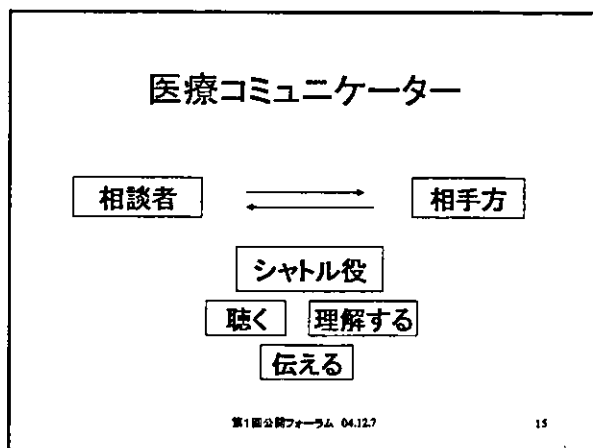 医療コミュニケーター
相談者 相手方
シャトル役
聴く 理解する
伝える
第1回公開フォーラム 04.12.7 15